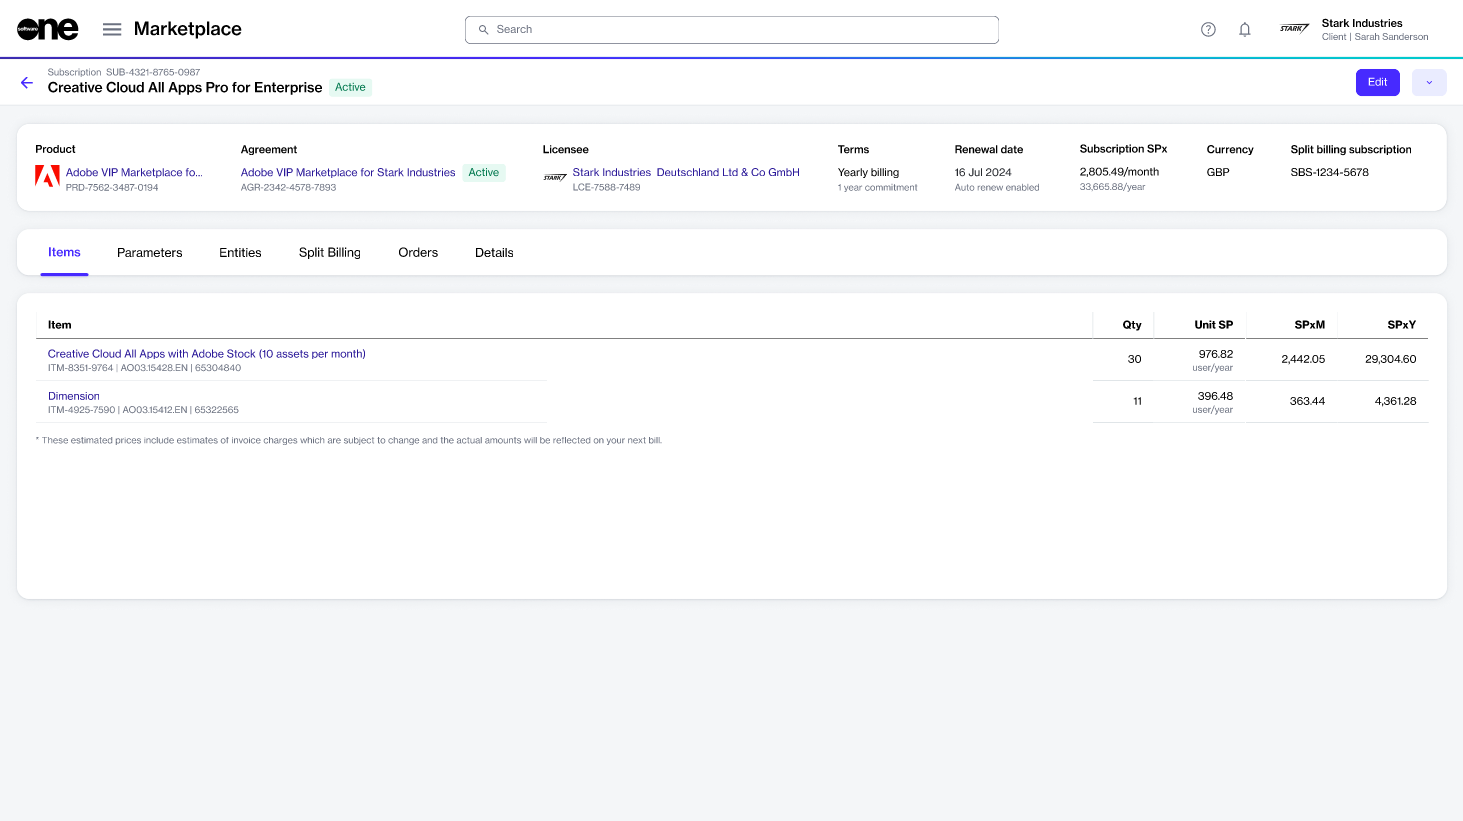 software one
Marketplace
Search
STARK
Stark Industries
Client | Sarah Sanderson
Subscription SUB-4321-8765-0987
Creative Cloud All Apps Pro for Enterprise Active
Edit
Product
Adobe VIP Marketplace fo...
PRD-7562-3487-0194
Agreement
Adobe VIP Marketplace for Stark Industries Active
AGR-2342-4578-7893
Licensee
STARK
Stark Industries Deutschland Ltd & Co GmbH
LCE-7588-7489
Terms
Yearly billing
1 year commitment
Renewal date
16 Jul 2024
Auto renew enabled
Subscription SPx
2,805.49/month
33,665.88/year
Currency
GBP
Split billing subscription
SBS-1234-5678
Items Parameters Entities Split Billing Orders Details
Item Qty Unit SP SPxM SPxY
Creative Cloud All Apps with Adobe Stock (10 assets per month)
ITM-8351-9764 | AO03.15428.EN | 65304840
30 976.82 2,442.05 29,304.60
user/year
Dimension
ITM-4925-7590 | AO03.15412.EN | 65322565
11 396.48 363.44 4,361.28
user/year
* These estimated prices include estimates of invoice charges which are subject to change and the actual amounts will be reflected on your next bill.